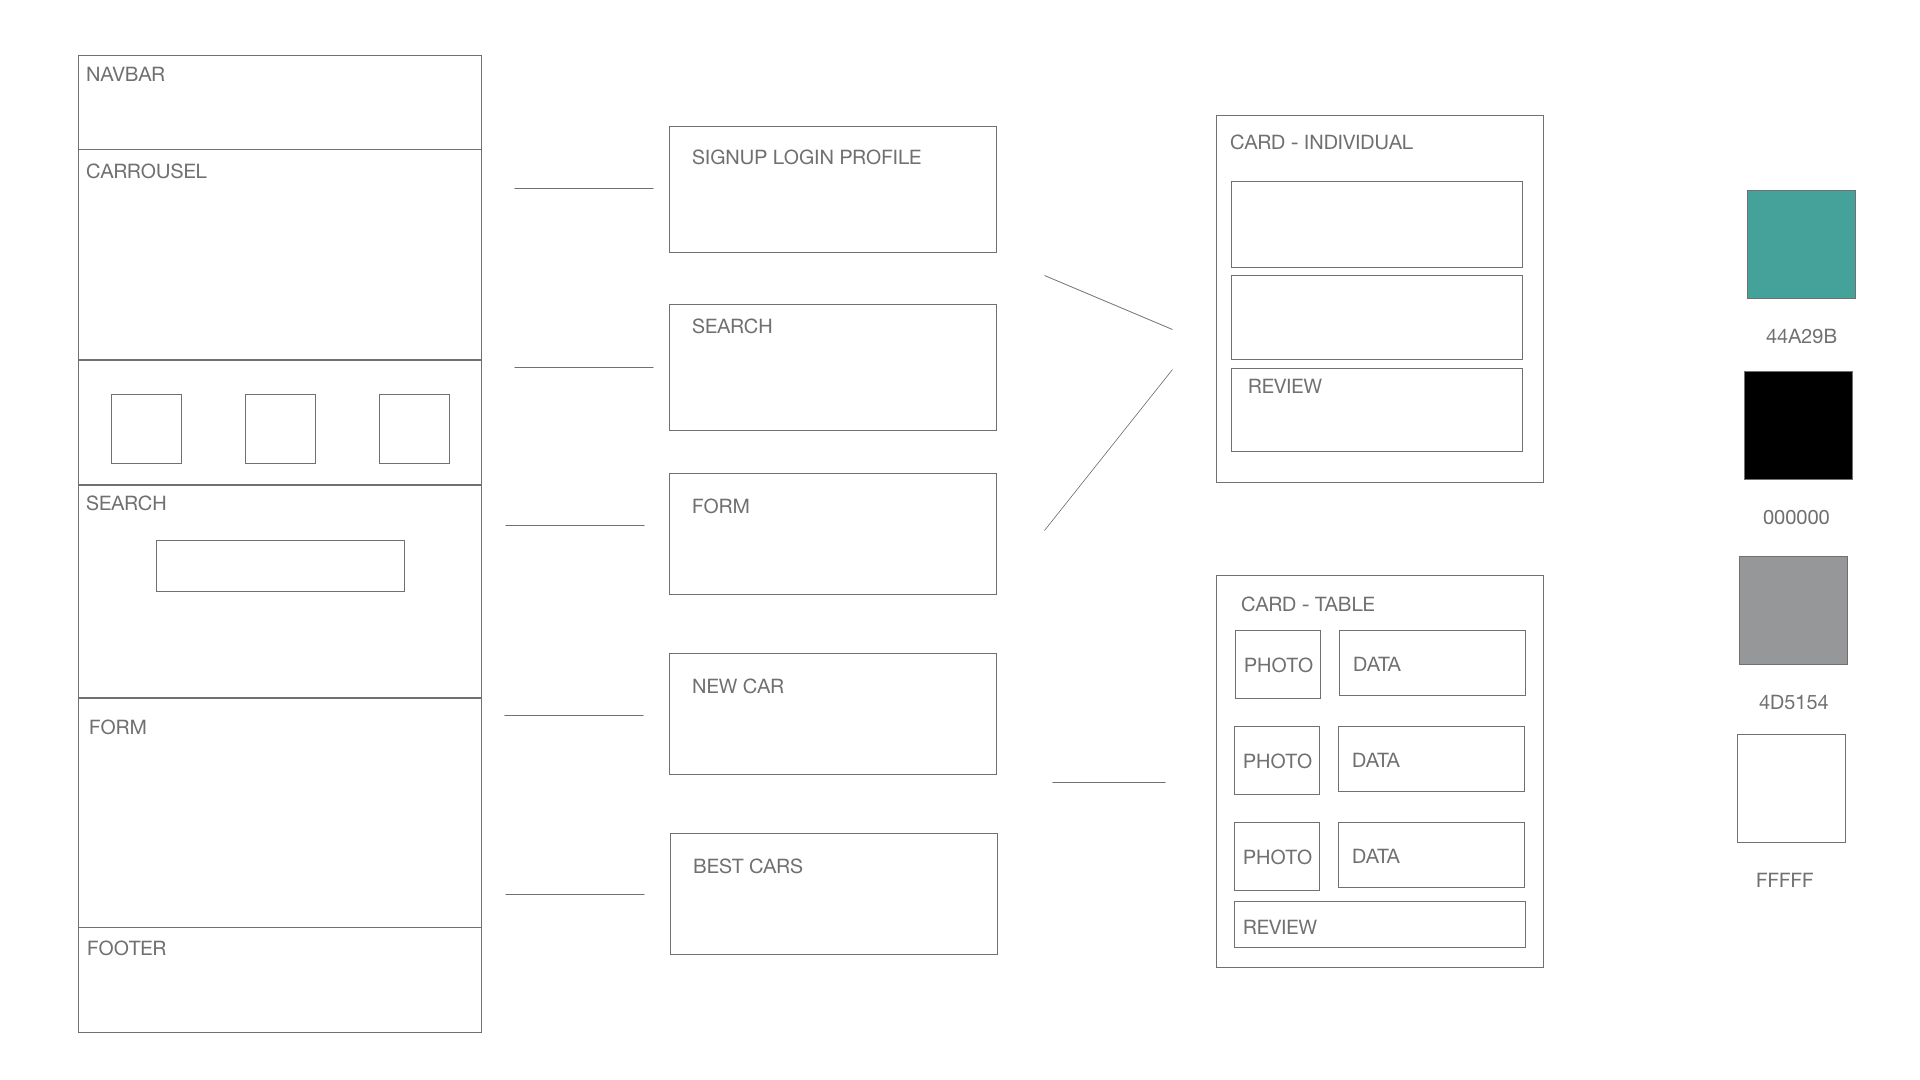 NAVBAR
CARROUSEL
SEARCH
FORM
FOOTER
SIGNUP LOGIN PROFILE
SEARCH
FORM
NEW CAR
BEST CARS
CARD - INDIVIDUAL
REVIEW
CARD - TABLE
PHOTO DATA
PHOTO DATA
PHOTO DATA
REVIEW
44A29B
000000
4D5154
FFFFF